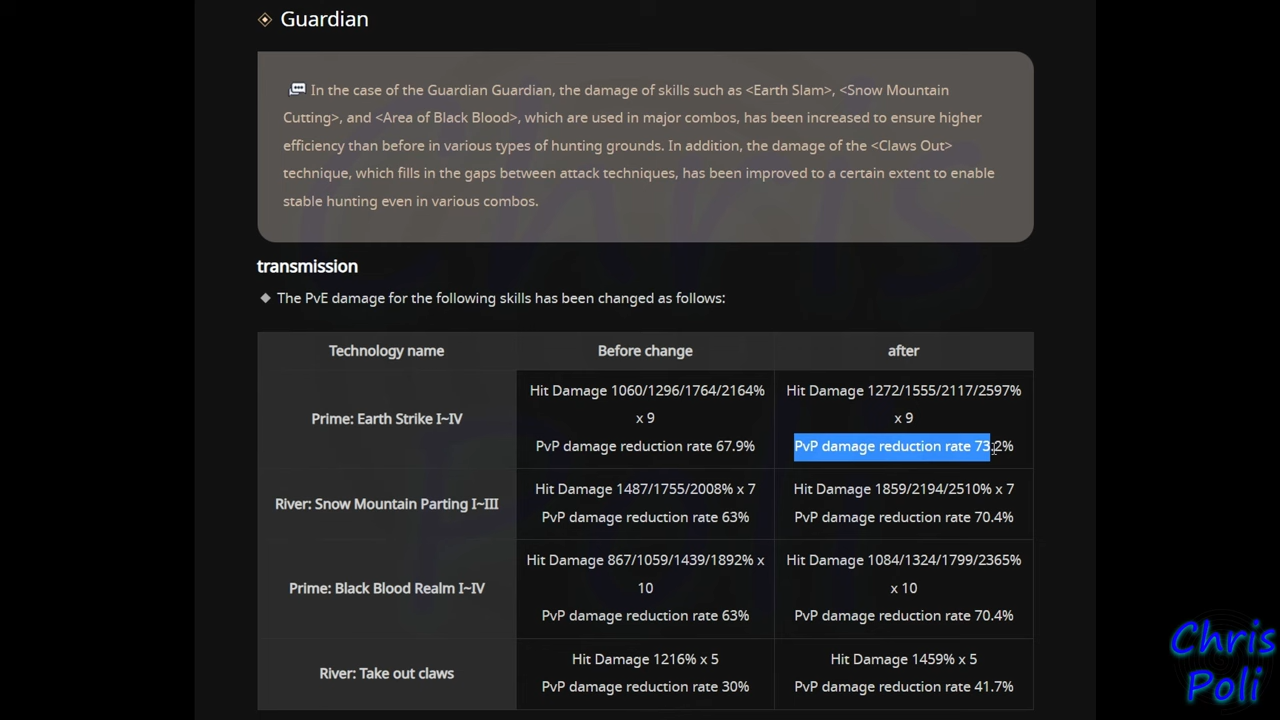 Guardian
In the case of the Guardian Guardian, the damage of skills such as <Earth Slam>, <Snow Mountain
Cutting>, and <Area of Black Blood>, which are used in major combos, has been increased to ensure higher
efficiency than before in various types of hunting grounds. In addition, the damage of the <Claws Out>
technique, which fills in the gaps between attack techniques, has been improved to a certain extent to enable
stable hunting even in various combos.
transmission
The PvE damage for the following skills has been changed as follows:
Technology name Before change after
Prime: Earth Strike I~IV
Hit Damage 1060/1296/1764/2164%
x 9
PvP damage reduction rate 67.9%
Hit Damage 1272/1555/2117/2597%
x 9
PvP damage reduction rate 73.2%
River: Snow Mountain Parting I~III
Hit Damage 1487/1755/2008% x 7
PvP damage reduction rate 63%
Hit Damage 1859/2194/2510% x 7
PvP damage reduction rate 70.4%
Prime: Black Blood Realm I~IV
Hit Damage 867/1059/1439/1892% x
10
PvP damage reduction rate 63%
Hit Damage 1084/1324/1799/2365%
x 10
PvP damage reduction rate 70.4%
River: Take out claws
Hit Damage 1216% x 5
PvP damage reduction rate 30%
Hit Damage 1459% x 5
PvP damage reduction rate 41.7%
Chris
Poli
Chris
Poli